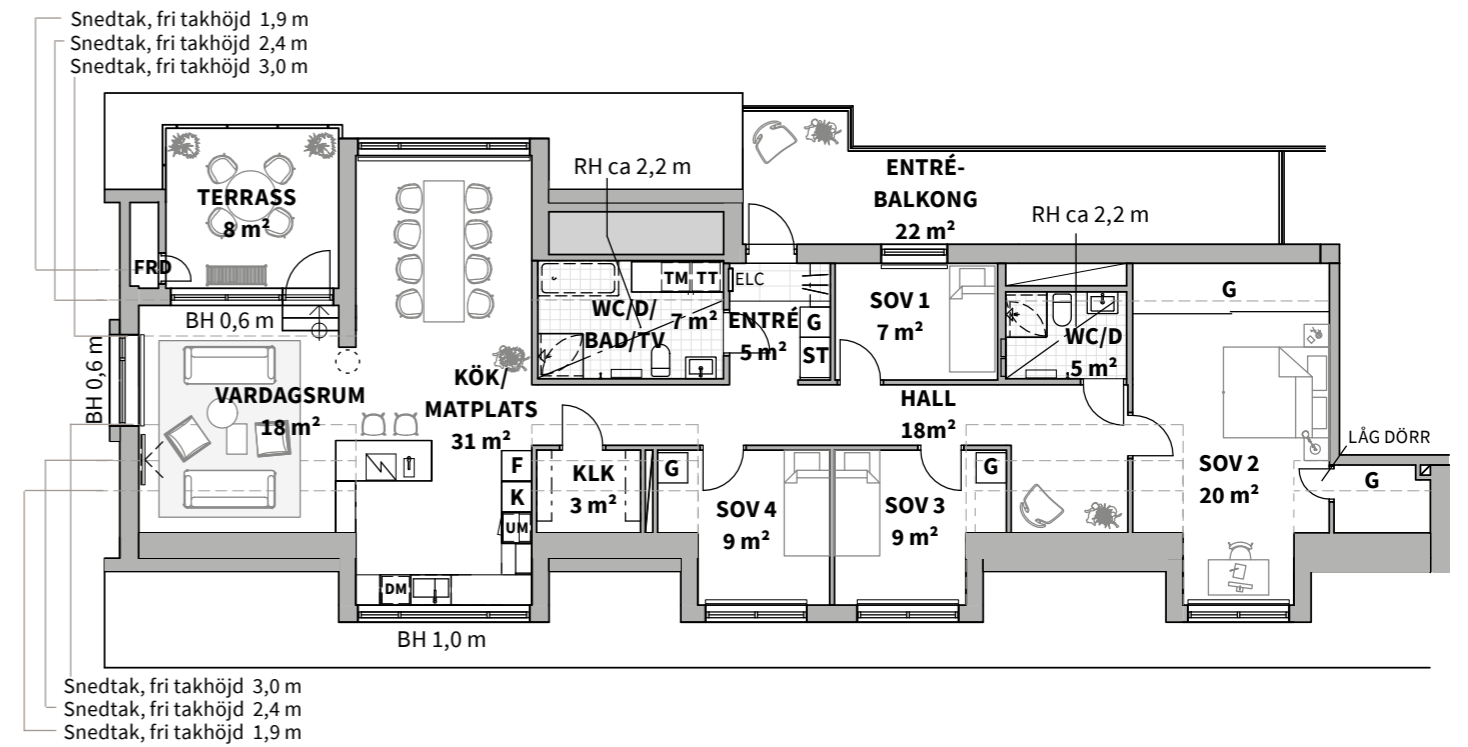 Snedtak, fri takhöjd 1,9 m
Snedtak, fri takhöjd 2,4 m
Snedtak, fri takhöjd 3,0 m
TERRASS
8 m²
FRD
BH 0,6 m
BH 0,6 m
VARDAGSRUM
18 m²
KÖK/
MATPLATS
31 m²
F
K
UM
DM
BH 1,0 m
RH ca 2,2 m
TM TT
WC/D/
BAD/TV
7 m²
ELC
ENTRÉ
5 m²
G
ST
ENTRÉ-
BALKONG
22 m²
RH ca 2,2 m
SOV 1
7 m²
WC/D
5 m²
G
HALL
18m²
KLK
3 m²
G
SOV 4
9 m²
SOV 3
9 m²
G
SOV 2
20 m²
LÅG DÖRR
G
Snedtak, fri takhöjd 3,0 m
Snedtak, fri takhöjd 2,4 m
Snedtak, fri takhöjd 1,9 m